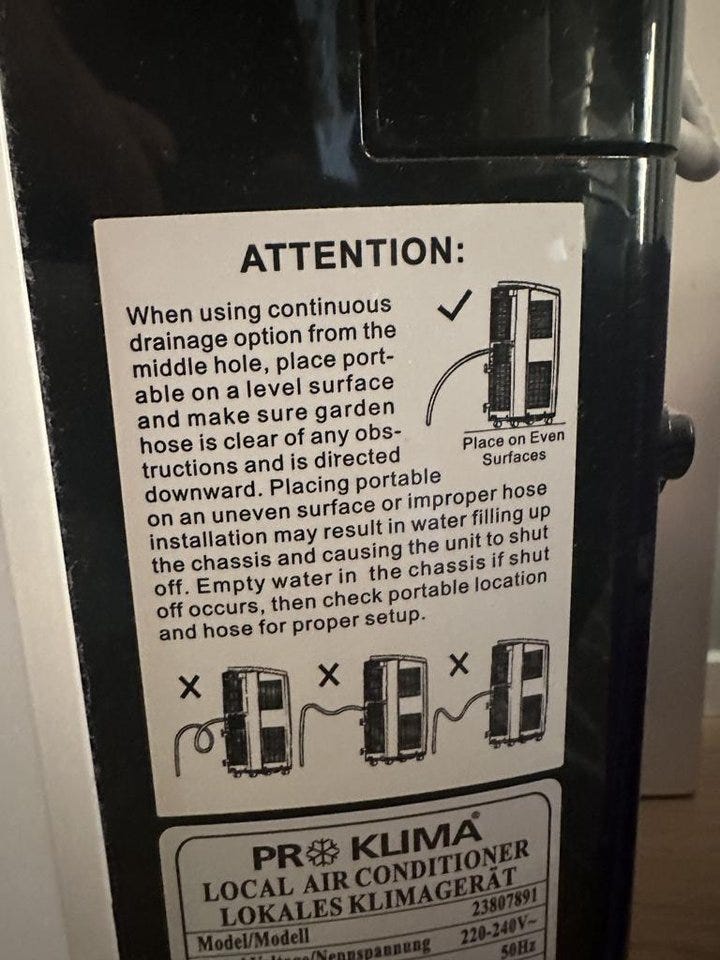 ATTENTION:
When using continuous
drainage option from the
middle hole, place port-
able on a level surface
and make sure garden
hose is clear of any obs-
tructions and is directed
downward. Placing portable
on an uneven surface or improper hose
installation may result in water filling up
the chassis and causing the unit to shut
off. Empty water in the chassis if shut
off occurs, then check portable location
and hose for proper setup.
Place on Even
Surfaces
PRO KLIMA®
LOCAL AIR CONDITIONER
LOKALES KLIMAGERÄT
Model/Modell 23807891
Voltage/Nennspannung 220-240V~
50Hz